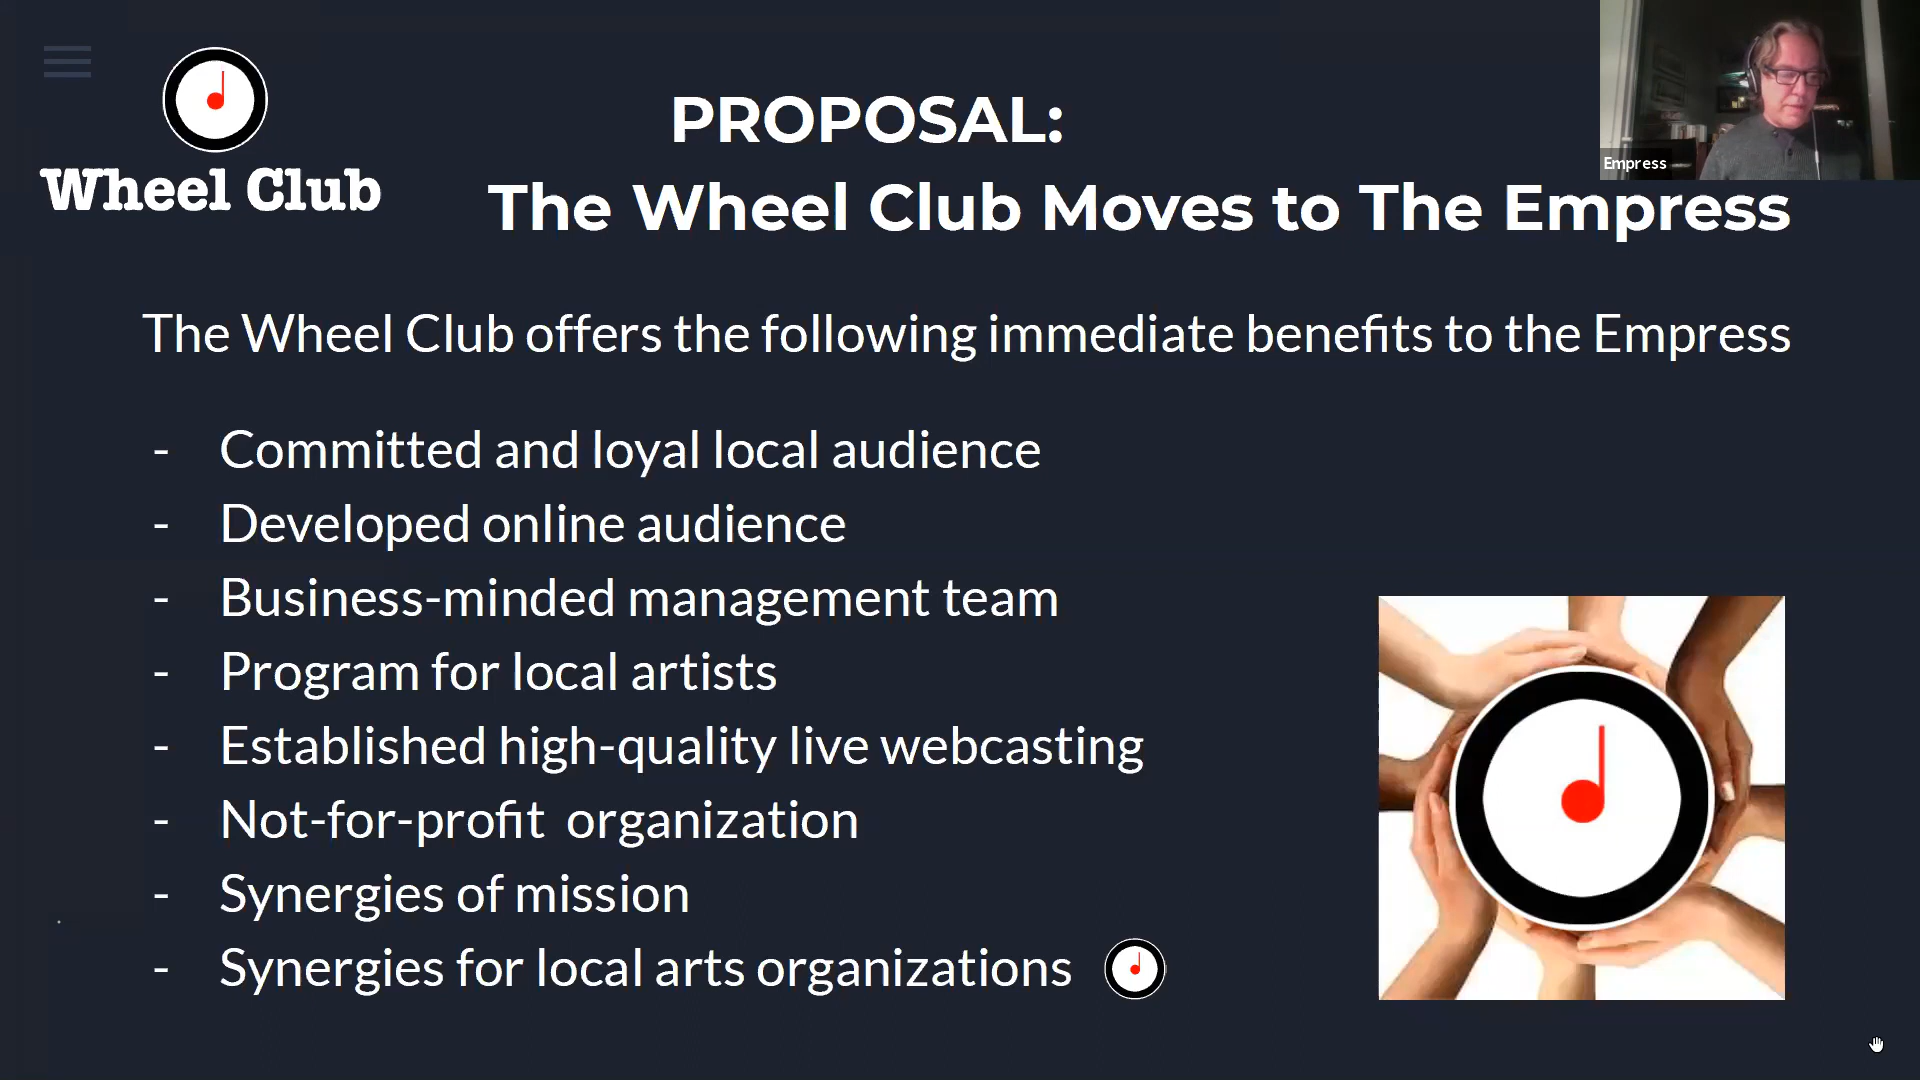 Wheel Club
PROPOSAL:
The Wheel Club Moves to The Empress
Empress
The Wheel Club offers the following immediate benefits to the Empress
- Committed and loyal local audience
- Developed online audience
- Business-minded management team
- Program for local artists
- Established high-quality live webcasting
- Not-for-profit organization
- Synergies of mission
- Synergies for local arts organizations